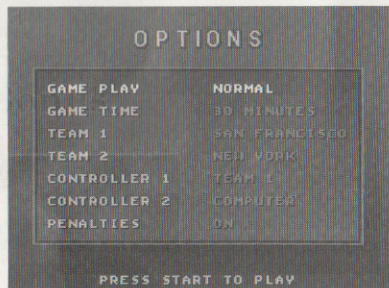 OPTIONS
GAME PLAY NORMAL
GAME TIME 30 MINUTES
TEAM 1 SAN FRANCISCO
TEAM 2 NEW YORK
CONTROLLER 1 TEAM 1
CONTROLLER 2 COMPUTER
PENALTIES ON
PRESS START TO PLAY